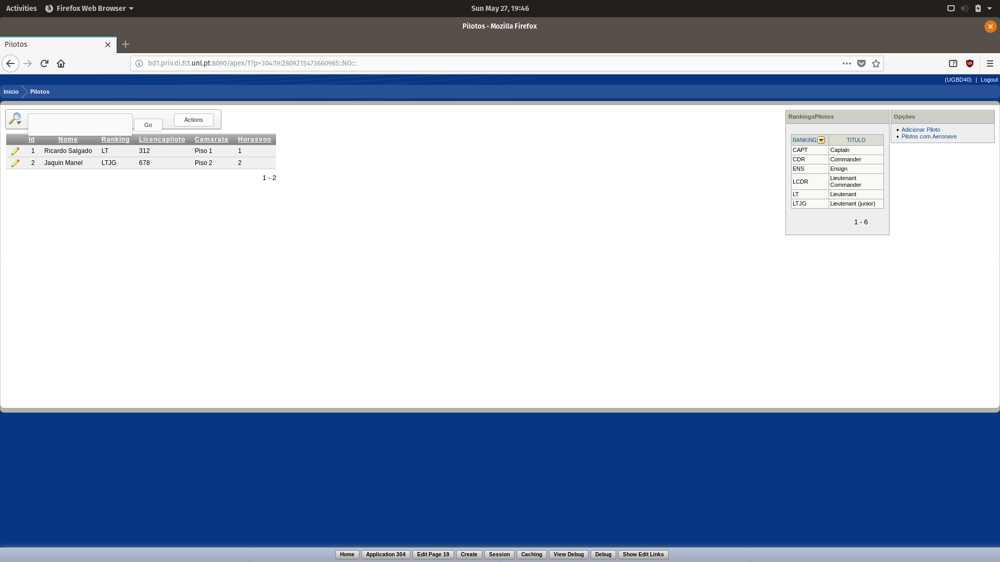 Activities Firefox Web Browser Sun May 27, 19:46
Pilotos - Mozilla Firefox
Pilotos
bd1.priv.di.fct.unl.pt:8090/apex/f?p=304:19:2809215473660965::NO:::
(UGBD40) | Logout
Inicio Pilotos
Go Actions
Id Nome Ranking Licencapiloto Camarata Horasvoo
1 Ricardo Salgado LT 312 Piso 1 1
2 Jaquin Manel LTJG 678 Piso 2 2
1 - 2
RankingsPilotos
RANKING TITULO
CAPT Captain
CDR Commander
ENS Ensign
LCDR Lieutenant Commander
LT Lieutenant
LTJG Lieutenant (junior)
1 - 6
Opções
Adicionar Piloto
Pilotos com Aeronave
Home Application 304 Edit Page 19 Create Session Caching View Debug Debug Show Edit Links